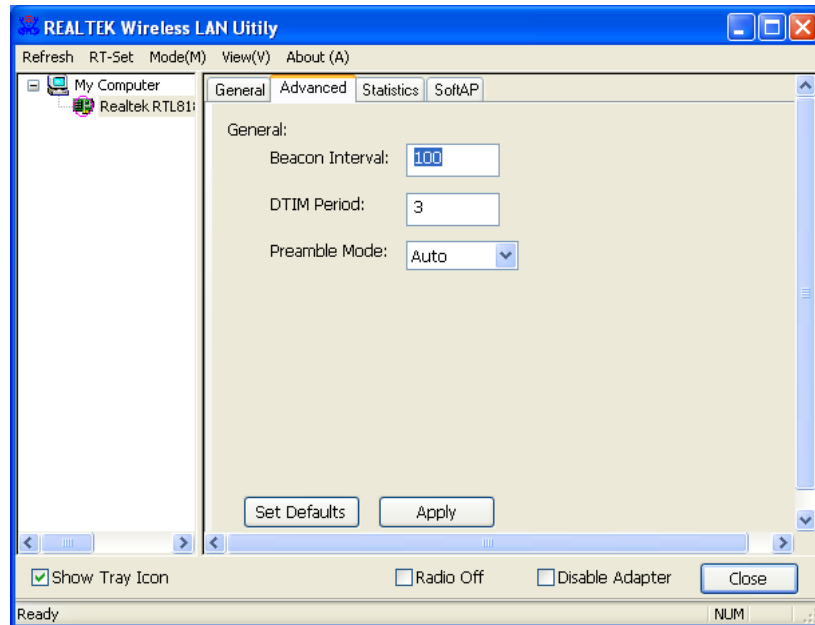 REALTEK Wireless LAN Uitily
Refresh RT-Set Mode(M) View(V) About (A)
My Computer
Realtek RTL81
General Advanced Statistics SoftAP
General:
Beacon Interval: 100
DTIM Period: 3
Preamble Mode: Auto
Set Defaults Apply
Show Tray Icon Radio Off Disable Adapter Close
Ready NUM